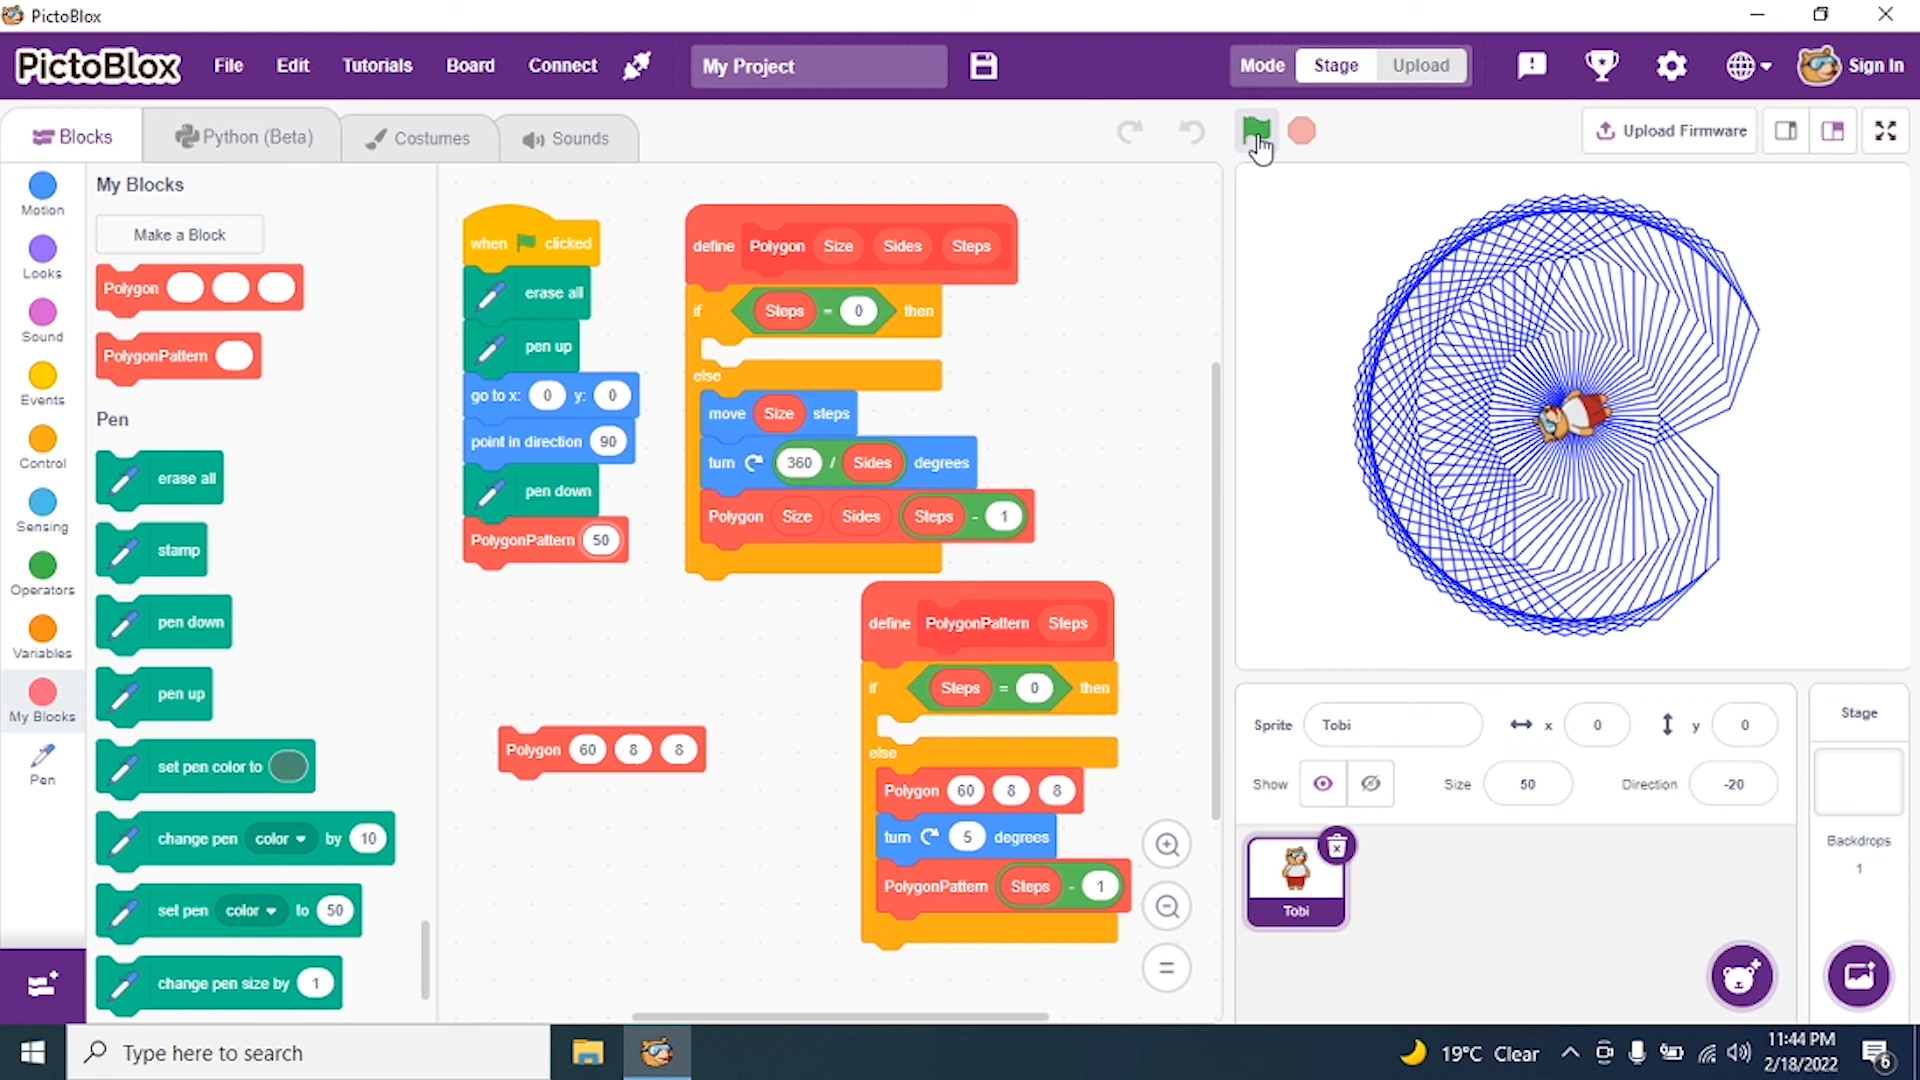 PictoBlox
PictoBlox File Edit Tutorials Board Connect My Project Mode Stage Upload Sign In
Blocks Python (Beta) Costumes Sounds Upload Firmware
Motion
Looks
Sound
Events
Control
Sensing
Operators
Variables
My Blocks
Pen
My Blocks
Make a Block
Polygon
PolygonPattern
Pen
erase all
stamp
pen down
pen up
set pen color to
change pen color by 10
set pen color to 50
change pen size by 1
when clicked
erase all
pen up
go to x: 0 y: 0
point in direction 90
pen down
PolygonPattern 50
define Polygon Size Sides Steps
if Steps = 0 then
else
move Size steps
turn 360 / Sides degrees
Polygon Size Sides Steps - 1
Polygon 60 8 8
define PolygonPattern Steps
if Steps = 0 then
else
Polygon 60 8 8
turn 5 degrees
PolygonPattern Steps - 1
Sprite Tobi x 0 y 0
Show Size 50 Direction -20
Tobi
Stage
Backdrops
1
Type here to search
19°C Clear
11:44 PM
2/18/2022
6